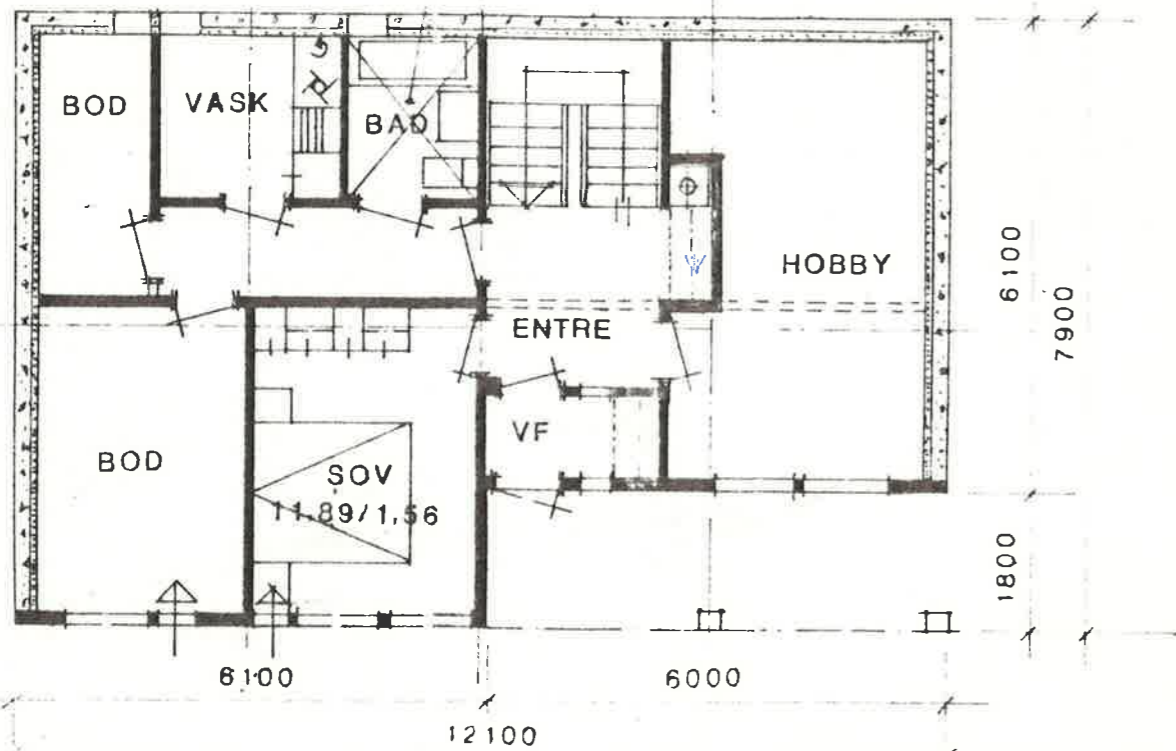 BOD
VASK
BAD
HOBBY
ENTRE
VF
BOD
SOV
11,89/1,56
6100
7900
1800
6100
6000
12100